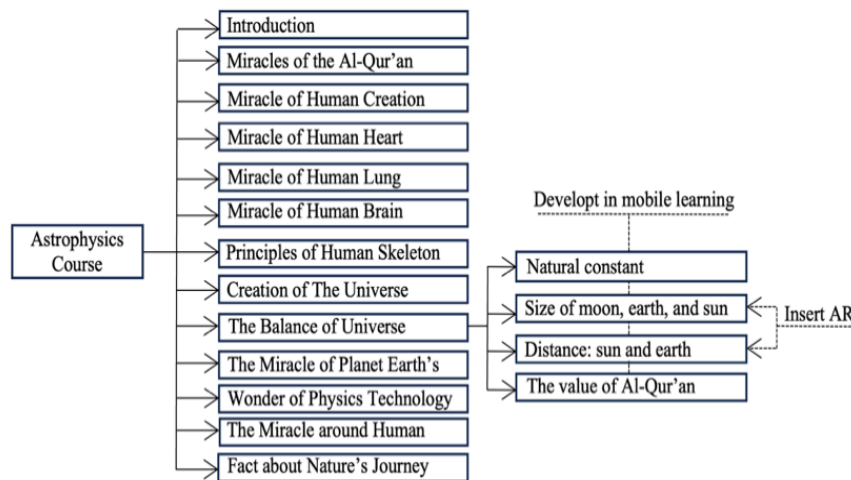 Introduction
Miracles of the Al-Qur’an
Miracle of Human Creation
Miracle of Human Heart
Miracle of Human Lung
Miracle of Human Brain
Astrophysics
Course
Principles of Human Skeleton
Creation of The Universe
The Balance of Universe
The Miracle of Planet Earth’s
Wonder of Physics Technology
The Miracle around Human
Fact about Nature’s Journey
Developt in mobile learning
Natural constant
Size of moon, earth, and sun
Distance: sun and earth
The value of Al-Qur’an
Insert AR